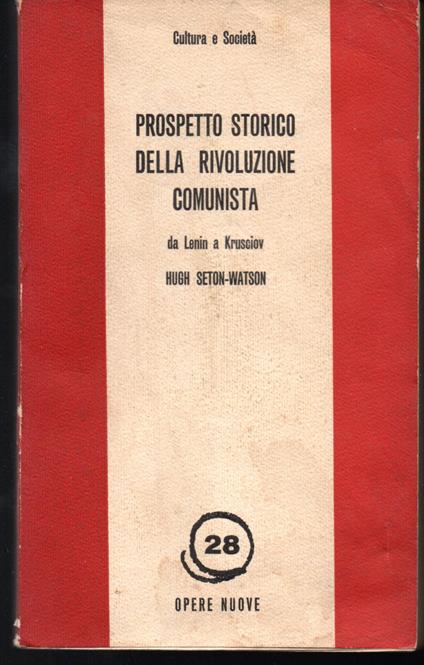 Cultura e Società
PROSPETTO STORICO
DELLA RIVOLUZIONE
COMUNISTA
da Lenin a Krusciov
HUGH SETON-WATSON
28
OPERE NUOVE